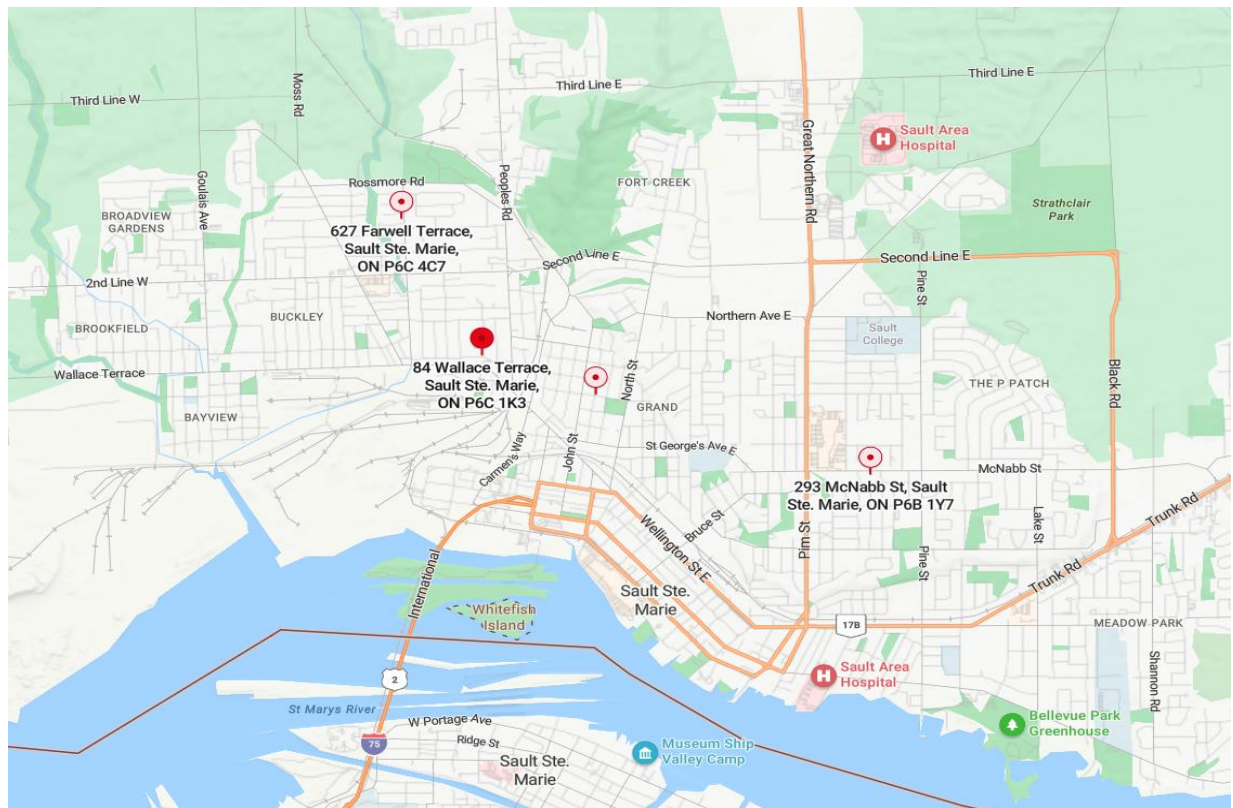 Third Line E
Third Line E
Third Line W
Moss Rd
Goulais Ave
Peoples Rd
Great Northern Rd
H
Sault Area
Hospital
Rossmore Rd
FORT CREEK
Strathclair
Park
BROADVIEW
GARDENS
627 Farwell Terrace,
Sault Ste. Marie,
ON P6C 4C7
Second Line E
Second Line E
2nd Line W
Pine St
BUCKLEY
Northern Ave E
BROOKFIELD
Sault
College
84 Wallace Terrace,
Sault Ste. Marie,
ON P6C 1K3
Wallace Terrace
North St
Black Rd
THE P PATCH
GRAND
BAYVIEW
Carmen's Way
John St
St George's Ave E
McNabb St
293 McNabb St, Sault
Ste. Marie, ON P6B 1Y7
Bruce St
Wellington St E
Pim St
Lake St
Trunk Rd
Pine St
Trunk Rd
International
Whitefish
Island
Sault Ste.
Marie
17B
MEADOW PARK
H
Sault Area
Hospital
2
Shannon Rd
St Marys River
W Portage Ave
75
Ridge St
Sault Ste.
Marie
Museum Ship
Valley Camp
Bellevue Park
Greenhouse